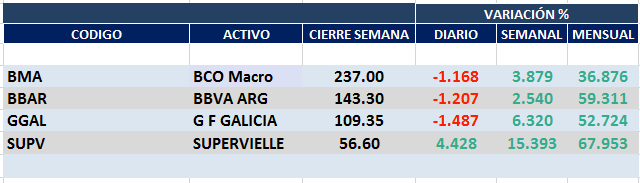 VARIACIÓN %
CODIGO ACTIVO CIERRE SEMANA DIARIO SEMANAL MENSUAL
BMA BCO Macro 237.00 -1.168 3.879 36.876
BBAR BBVA ARG 143.30 -1.207 2.540 59.311
GGAL G F GALICIA 109.35 -1.487 6.320 52.724
SUPV SUPERVIELLE 56.60 4.428 15.393 67.953